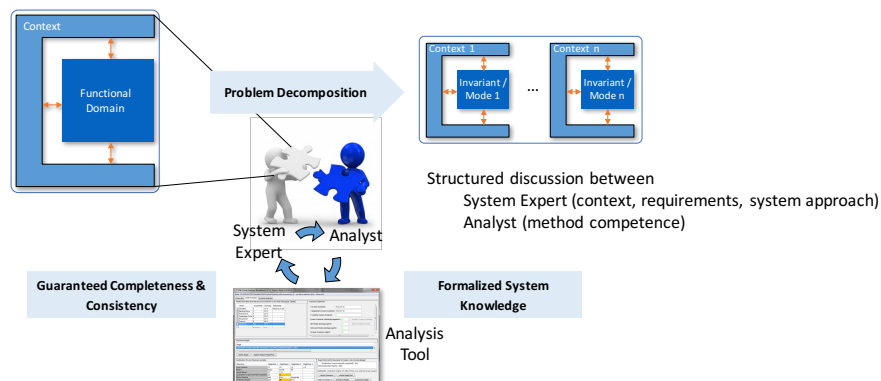 Context
Functional
Domain
Problem Decomposition
Context 1
Invariant /
Mode 1
...
Context n
Invariant /
Mode n
Structured discussion between
System Expert (context, requirements, system approach)
Analyst (method competence)
System
Expert
Analyst
Guaranteed Completeness &
Consistency
Formalized System
Knowledge
Analysis
Tool